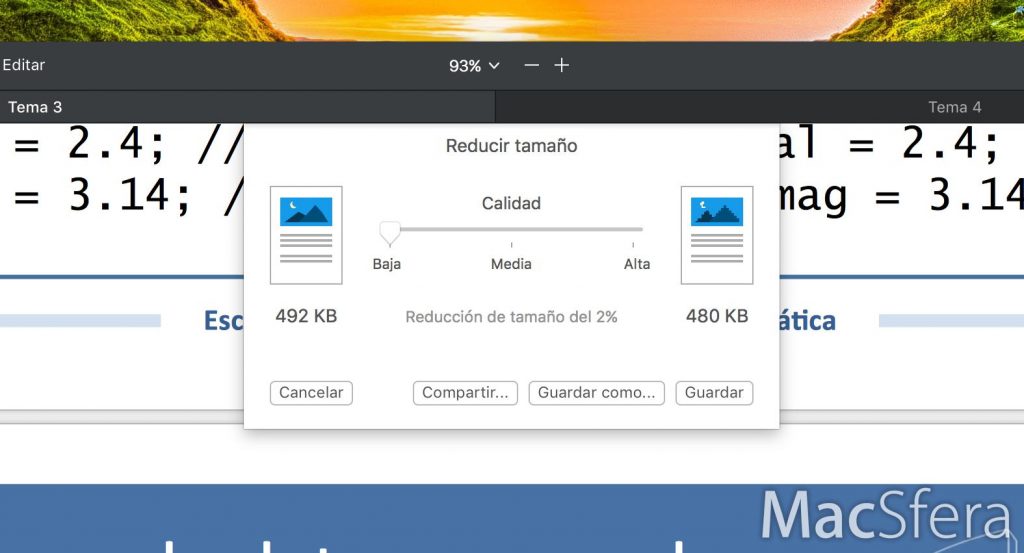 Editar
93%
Tema 3
Tema 4
= 2.4; //
al = 2.4;
= 3.14; /
mag = 3.14
Reducir tamaño
Calidad
Baja
Media
Alta
492 KB
Reducción de tamaño del 2%
480 KB
Esc
ática
Cancelar
Compartir...
Guardar como...
Guardar
MacSfera